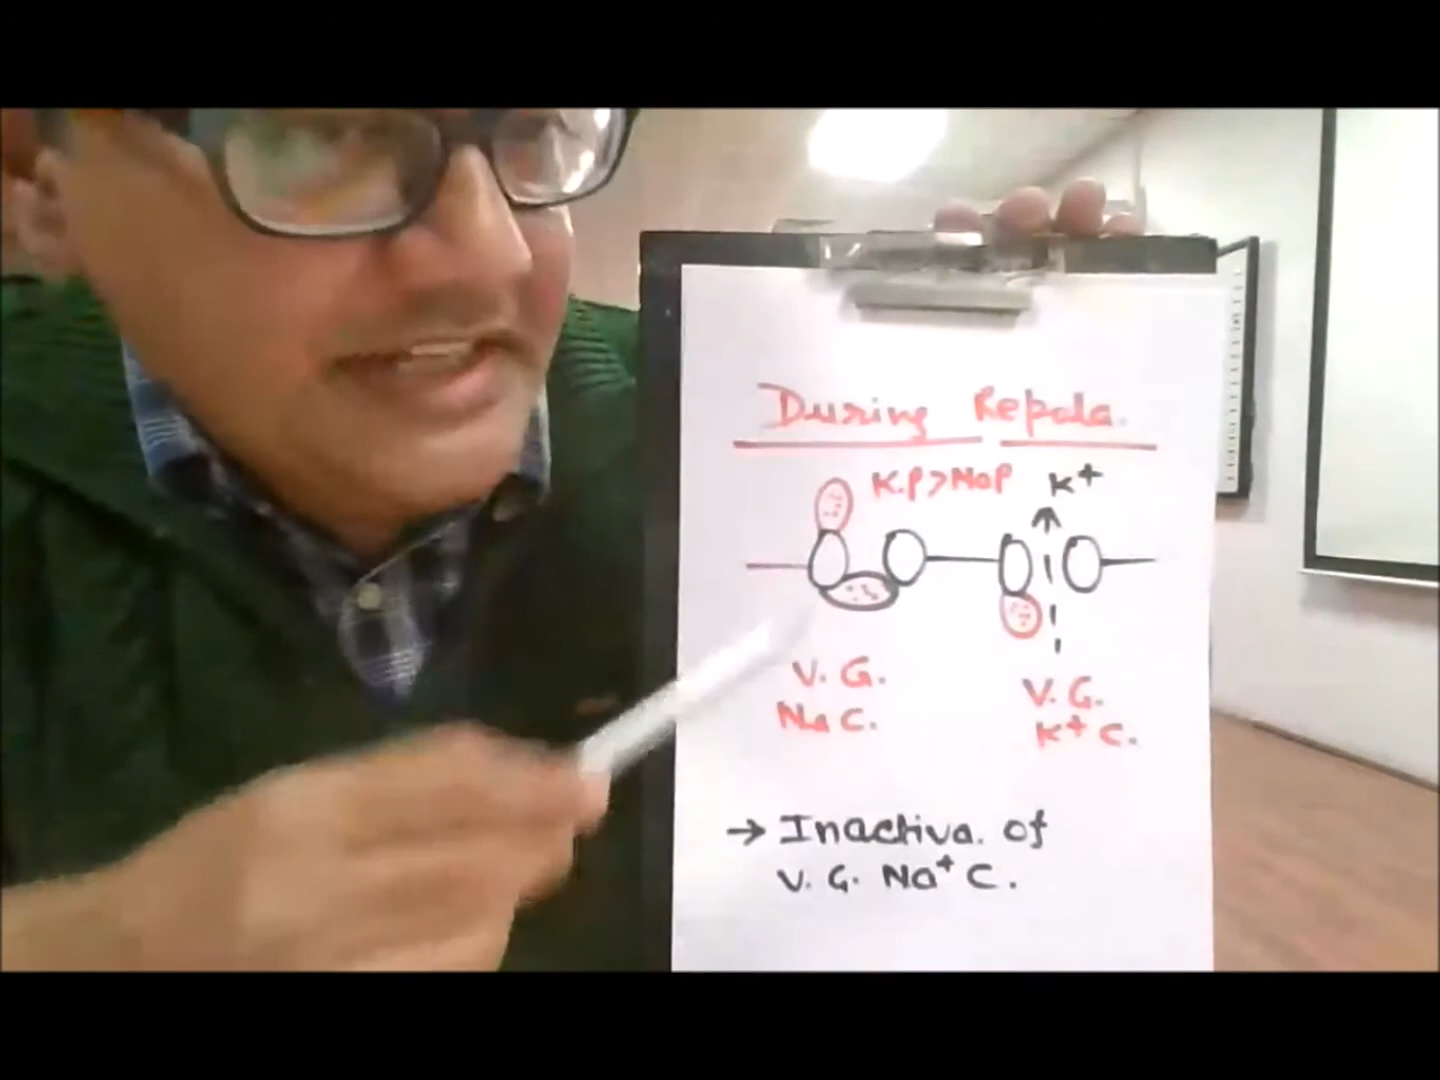 During Repola.
K.P>NaP K+
V. G.
Na C.
V. G.
K+ C.
→ Inactiva. of
V. G. Na+ C.